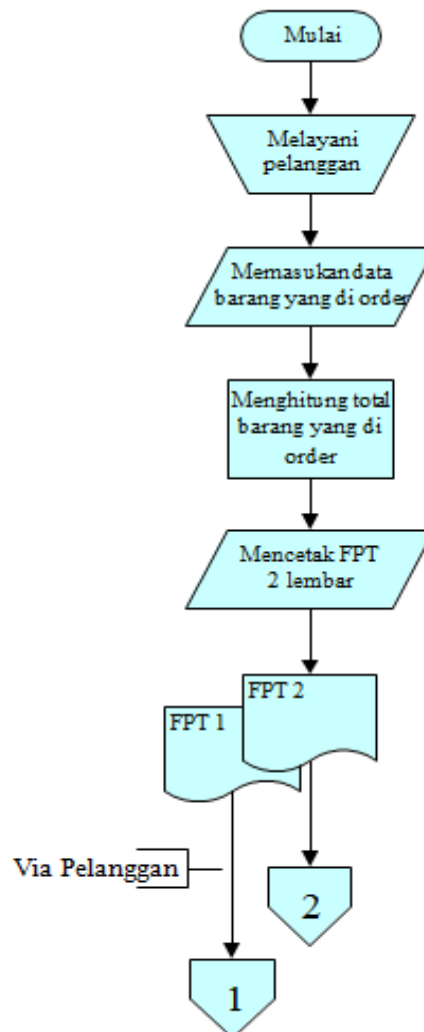 Mulai
Melayani
pelanggan
Memasukan data
barang yang di order
Menghitung total
barang yang di
order
Mencetak FPT
2 lembar
FPT 2
FPT 1
Via Pelanggan
2
1